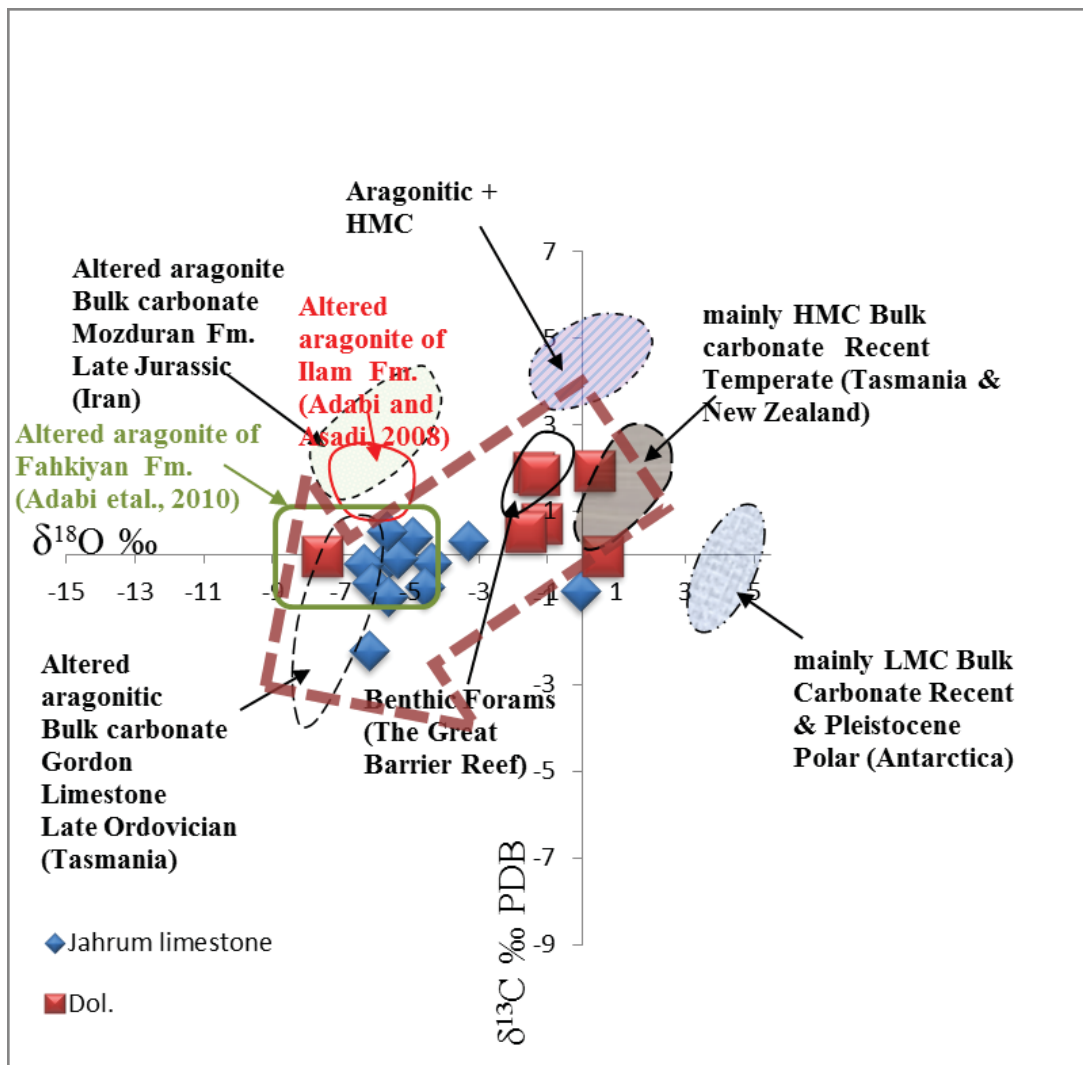 Aragonitic +
HMC
Altered aragonite
Bulk carbonate
Mozduran Fm.
Late Jurassic
(Iran)
Altered
aragonite of
Ilam Fm.
(Adabi and
Asadi, 2008)
mainly HMC Bulk
carbonate Recent
Temperate (Tasmania &
New Zealand)
Altered aragonite of
Fahkiyan Fm.
(Adabi etal., 2010)
δ18O ‰
7
5
3
1
-1
-3
-5
-7
-9
-15 -13 -11 -9 -7 -5 -3 -1 1 3 5
Altered
aragonitic
Bulk carbonate
Gordon
Limestone
Late Ordovician
(Tasmania)
Benthic Forams
(The Great
Barrier Reef)
mainly LMC Bulk
Carbonate Recent
& Pleistocene
Polar (Antarctica)
δ13C ‰ PDB
Jahrum limestone
Dol.